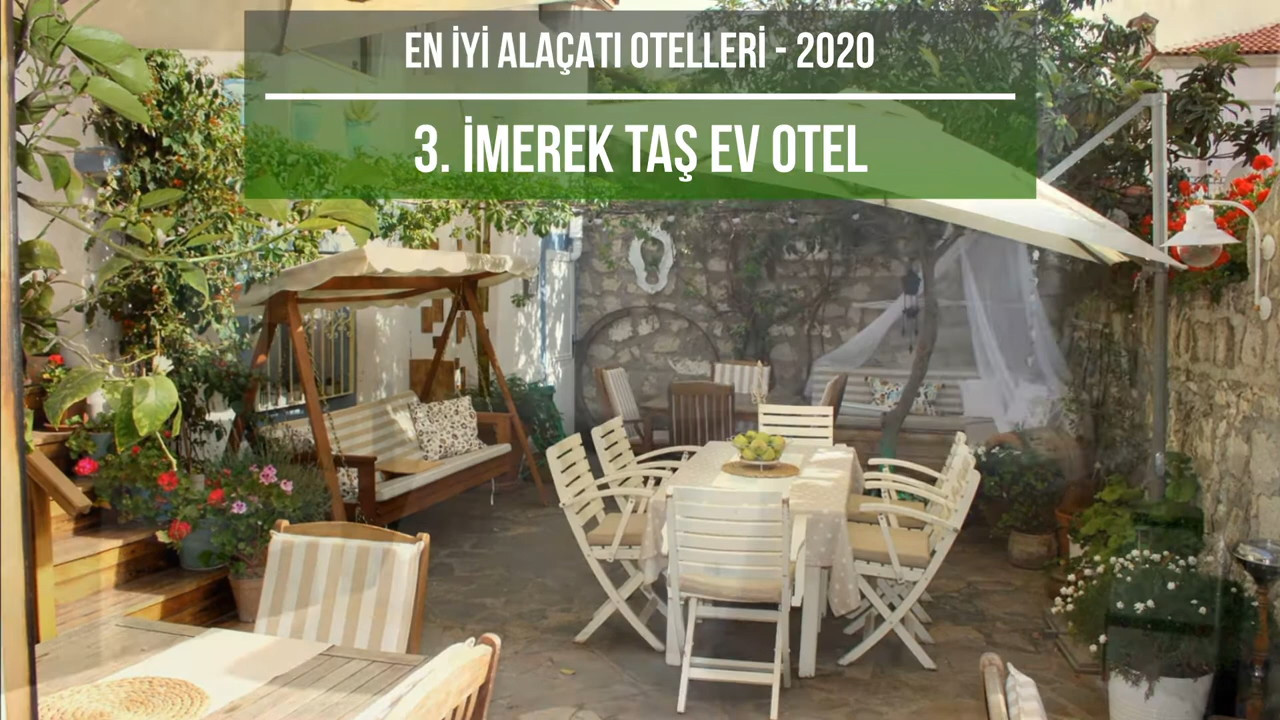 EN İYİ ALAÇATI OTELLERİ - 2020
3. İMEREK TAŞ EV OTEL